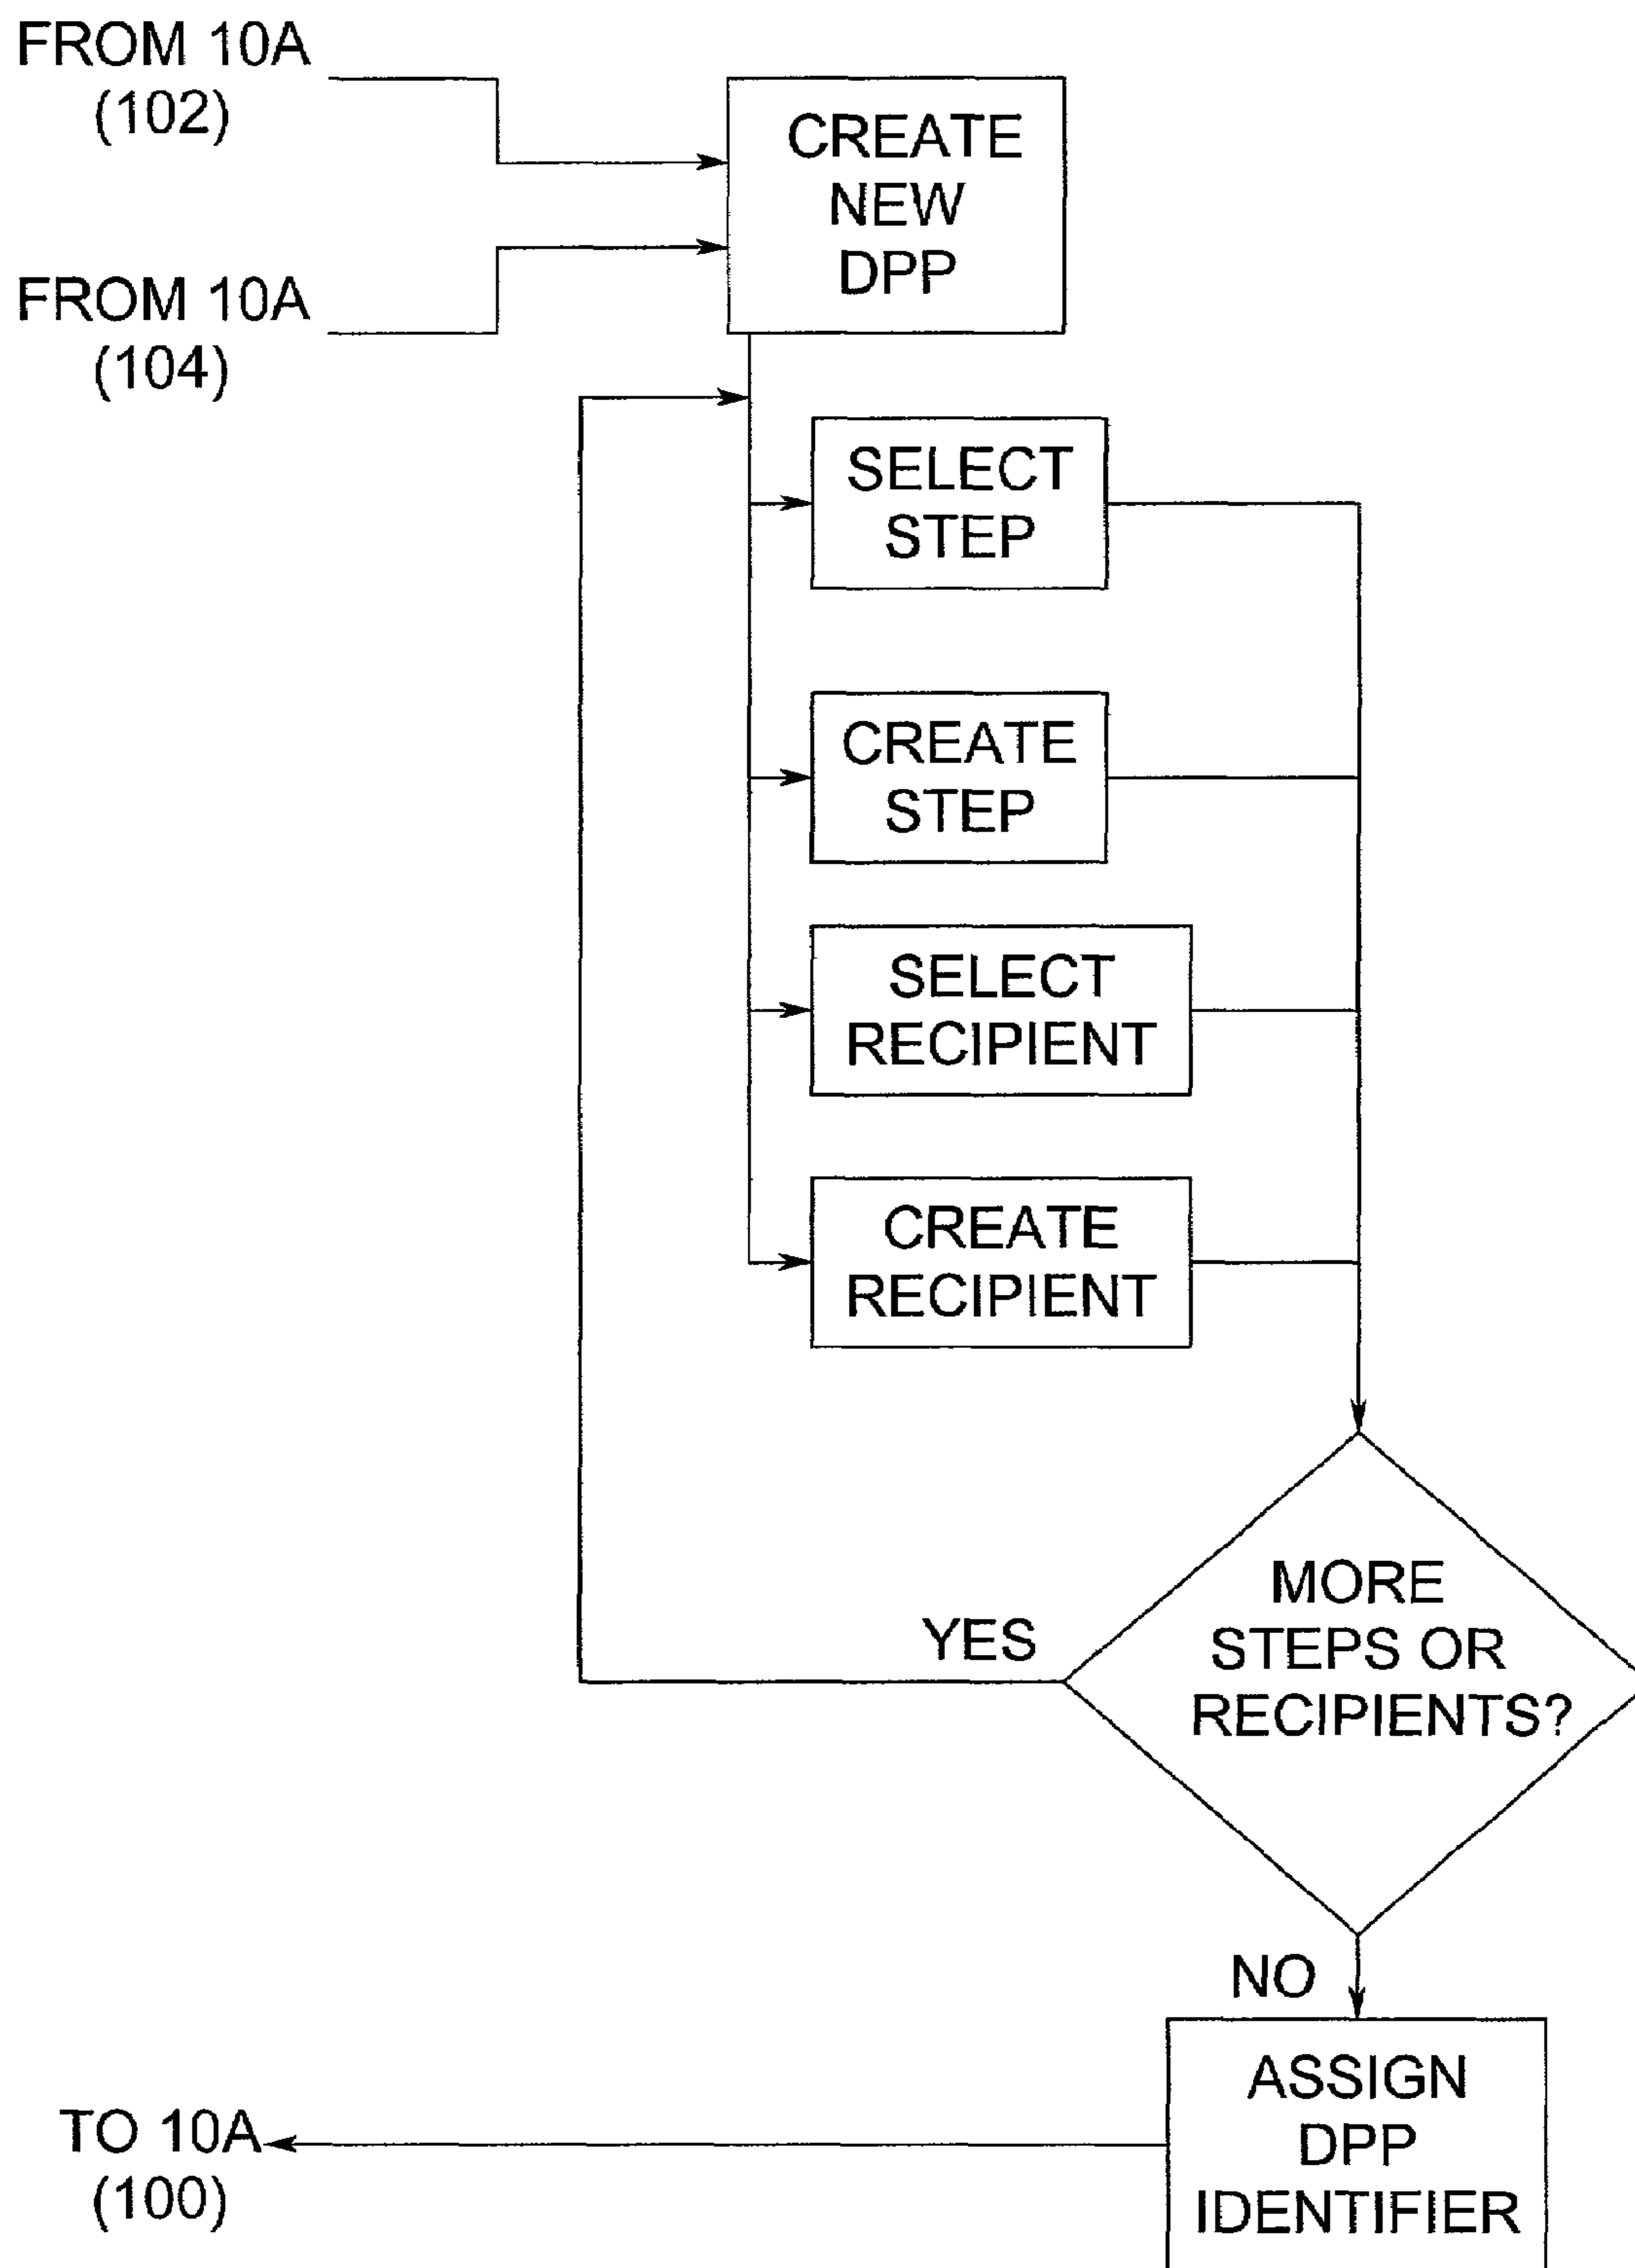 FROM 10A
(102)
CREATE
NEW
DPP
FROM 10A
(104)
SELECT
STEP
CREATE
STEP
SELECT
RECIPIENT
CREATE
RECIPIENT
MORE
STEPS OR
RECIPIENTS?
YES
NO
ASSIGN
DPP
IDENTIFIER
TO 10A
(100)